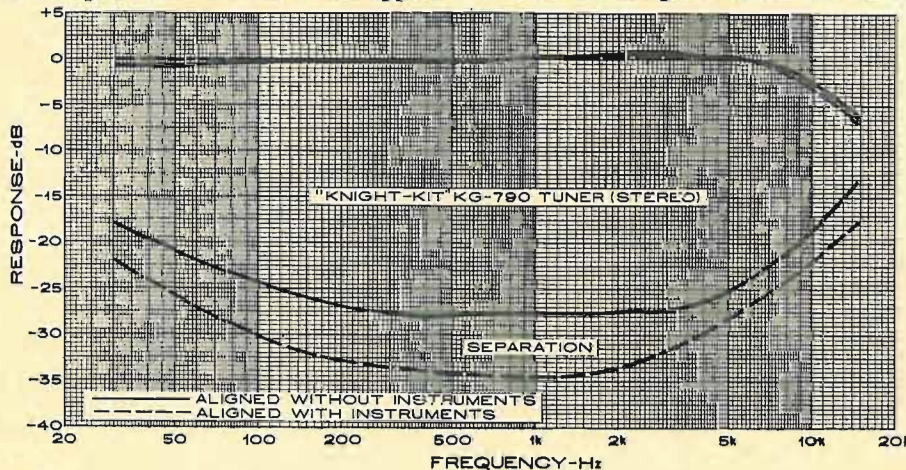 +5
0
-5
-10
-15
-20
-25
-30
-35
-40
RESPONSE-dB
"KNIGHT-KIT" KG-790 TUNER (STEREO)
SEPARATION
ALIGNED WITHOUT INSTRUMENTS
ALIGNED WITH INSTRUMENTS
20 50 100 200 500 1k 2k 5k 10k 20k
FREQUENCY-Hz